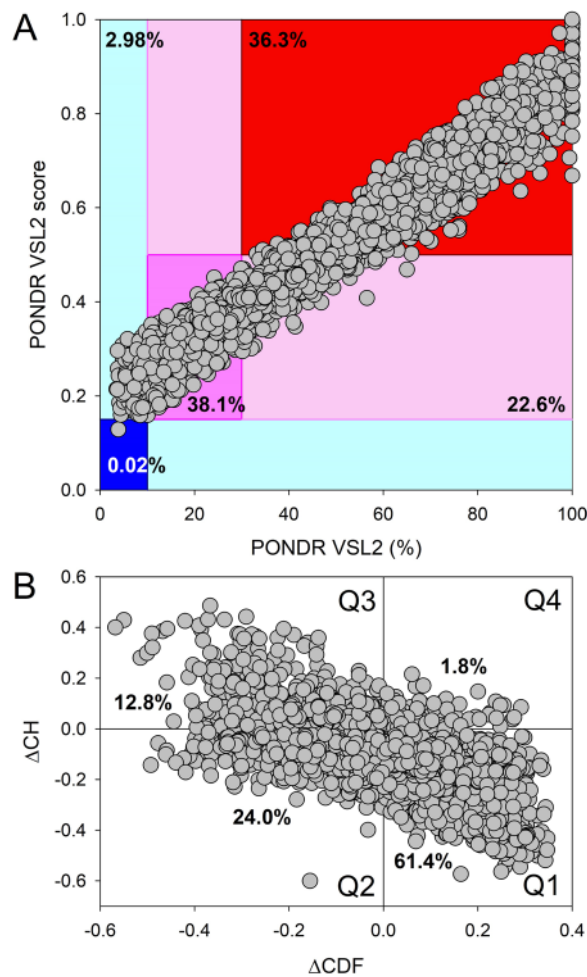 A
1.0
2.98%
36.3%
0.8
PONDR VSL2 score
0.6
0.4
0.2
38.1%
22.6%
0.02%
0.0
0 20 40 60 80 100
PONDR VSL2 (%)
B
0.6
Q3
Q4
0.4
0.2
1.8%
12.8%
ΔCH
0.0
-0.2
24.0%
-0.4
61.4%
-0.6
Q2
Q1
-0.6 -0.4 -0.2 0.0 0.2 0.4
ΔCDF